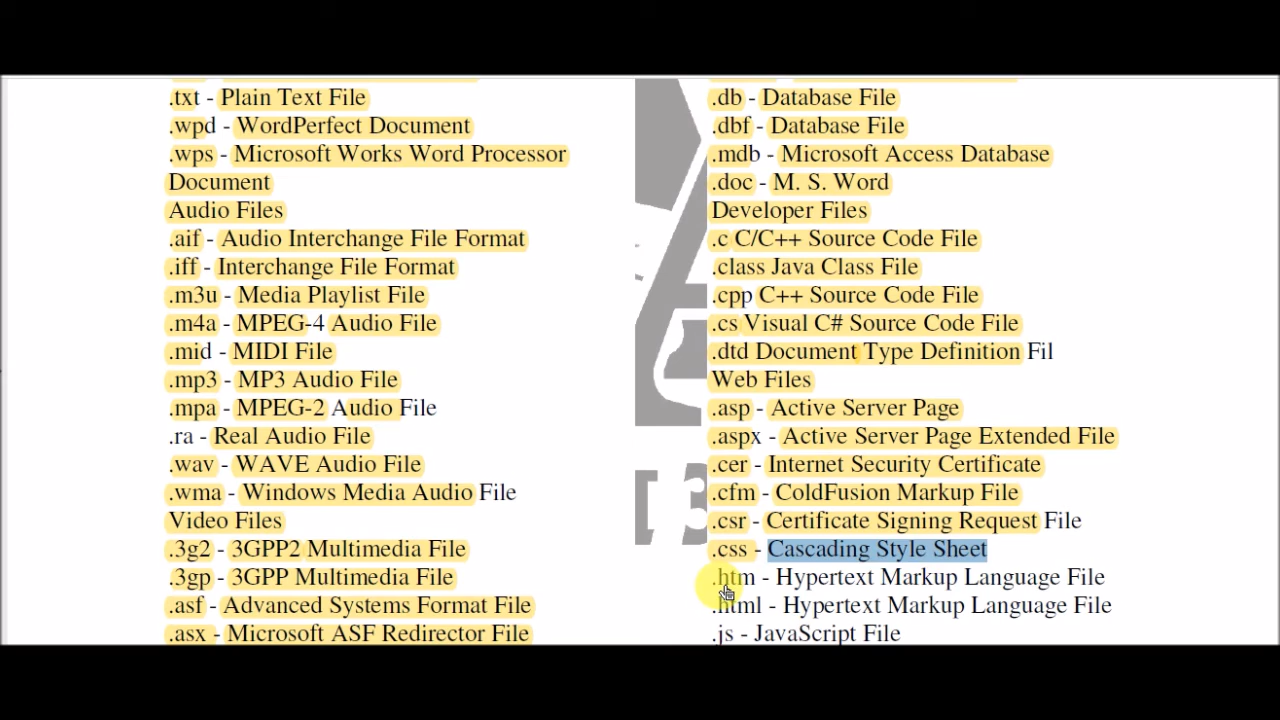 .txt - Plain Text File
.wpd - WordPerfect Document
.wps - Microsoft Works Word Processor
Document
Audio Files
.aif - Audio Interchange File Format
.iff - Interchange File Format
.m3u - Media Playlist File
.m4a - MPEG-4 Audio File
.mid - MIDI File
.mp3 - MP3 Audio File
.mpa - MPEG-2 Audio File
.ra - Real Audio File
.wav - WAVE Audio File
.wma - Windows Media Audio File
Video Files
.3g2 - 3GPP2 Multimedia File
.3gp - 3GPP Multimedia File
.asf - Advanced Systems Format File
.asx - Microsoft ASF Redirector File
.db - Database File
.dbf - Database File
.mdb - Microsoft Access Database
.doc - M. S. Word
Developer Files
.c C/C++ Source Code File
.class Java Class File
.cpp C++ Source Code File
.cs Visual C# Source Code File
.dtd Document Type Definition Fil
Web Files
.asp - Active Server Page
.aspx - Active Server Page Extended File
.cer - Internet Security Certificate
.cfm - ColdFusion Markup File
.csr - Certificate Signing Request File
.css - Cascading Style Sheet
.htm - Hypertext Markup Language File
.html - Hypertext Markup Language File
.js - JavaScript File